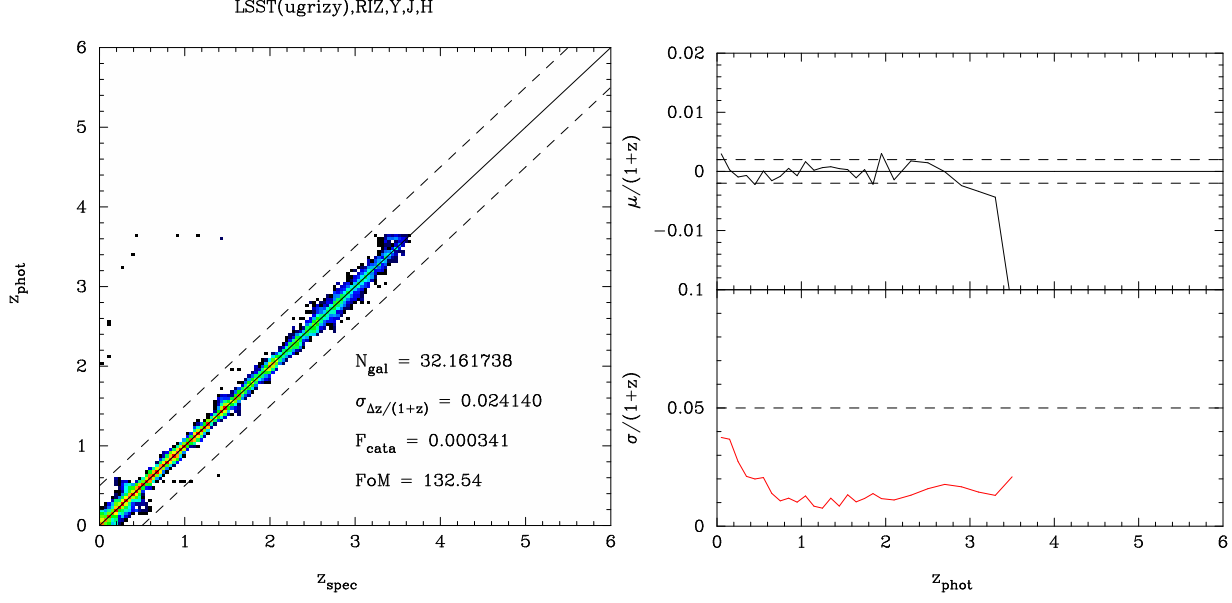 LSST(ugrizy),RIZ,Y,J,H
6
5
4
3
2
1
0
z_phot
N_gal = 32.161738
σ_Δz/(1+z) = 0.024140
F_cata = 0.000341
FoM = 132.54
0 1 2 3 4 5 6
z_spec
0.02
0.01
0
−0.01
μ/(1+z)
0.1
0.05
0
σ/(1+z)
0 1 2 3 4 5 6
z_phot